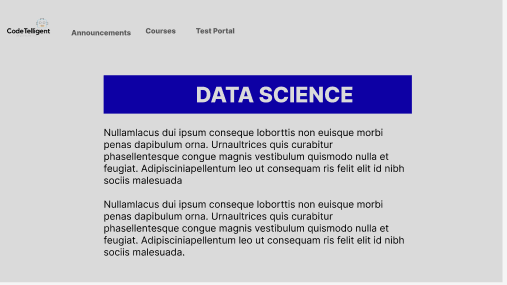 CodeTelligent
Announcements
Courses
Test Portal
DATA SCIENCE
Nullamlacus dui ipsum conseque loborttis non euisque morbi
penas dapibulum orna. Urnaultrices quis curabitur
phasellentesque congue magnis vestibulum quismodo nulla et
feugiat. Adipisciniapellentum leo ut consequam ris felit elit id nibh
sociis malesuada
Nullamlacus dui ipsum conseque loborttis non euisque morbi
penas dapibulum orna. Urnaultrices quis curabitur
phasellentesque congue magnis vestibulum quismodo nulla et
feugiat. Adipisciniapellentum leo ut consequam ris felit elit id nibh
sociis malesuada.